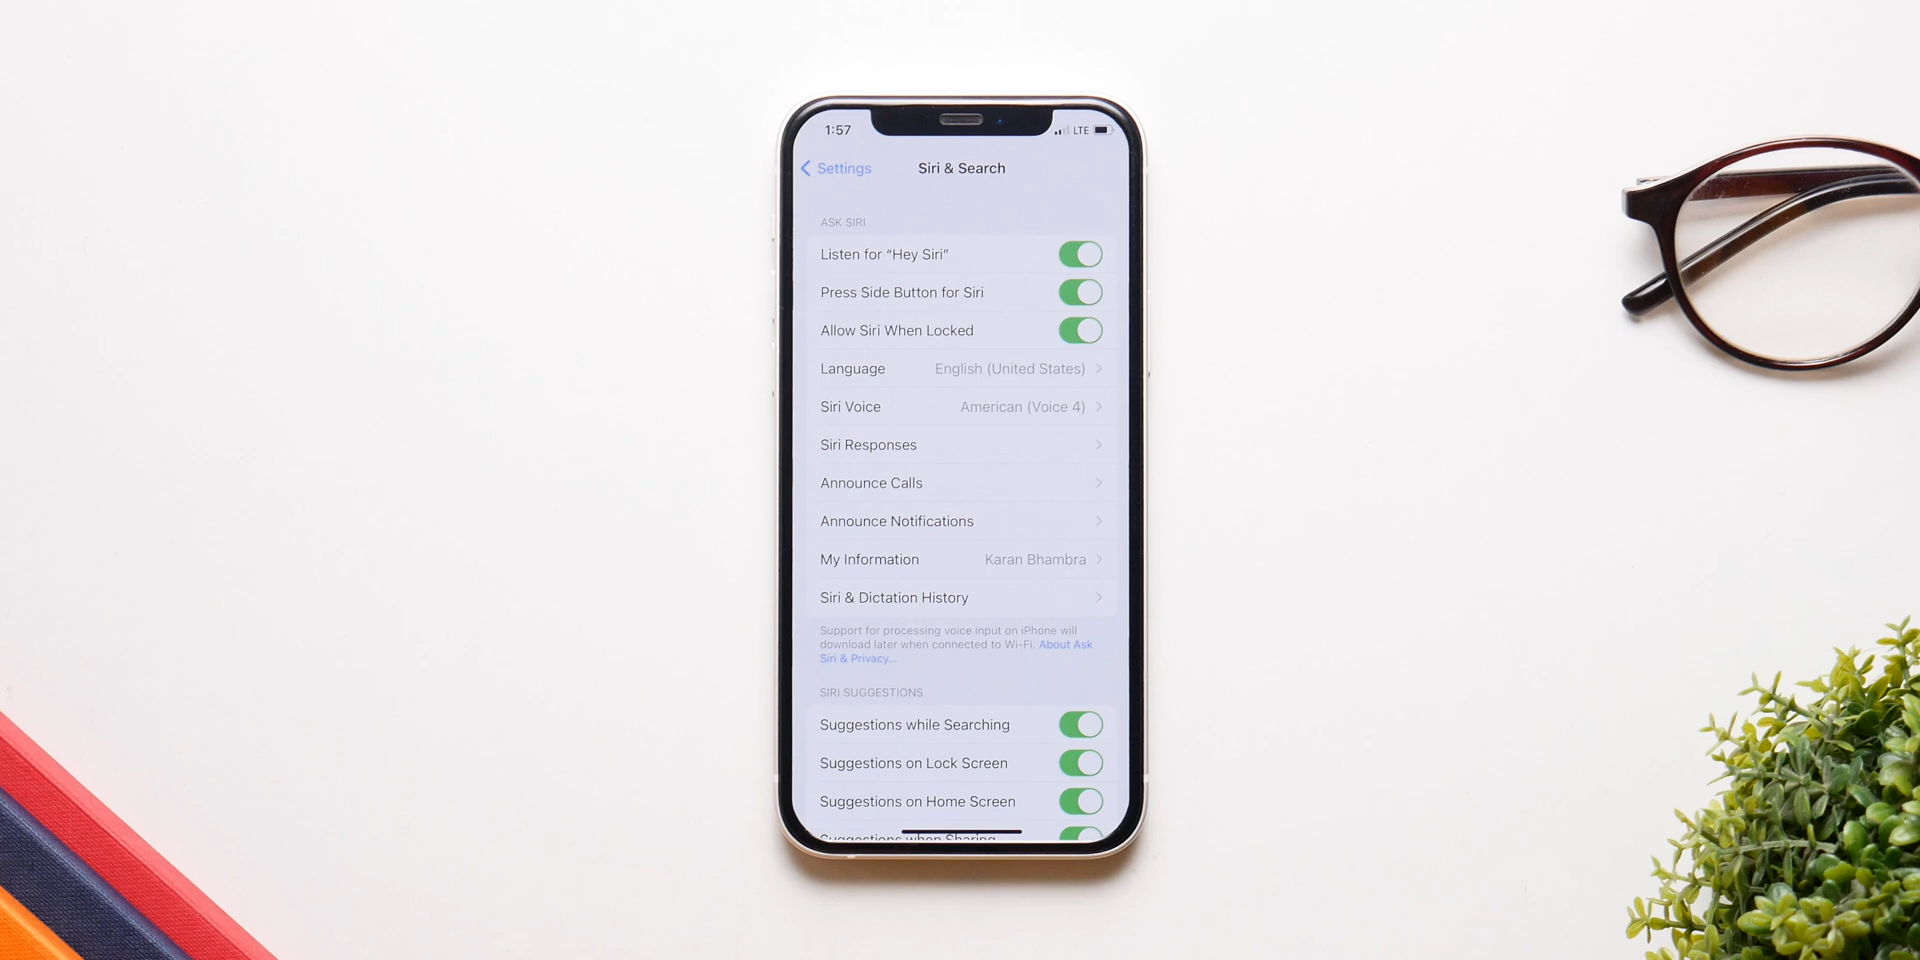 1:57
LTE
Settings
Siri & Search
ASK SIRI
Listen for “Hey Siri”
Press Side Button for Siri
Allow Siri When Locked
Language English (United States)
Siri Voice American (Voice 4)
Siri Responses
Announce Calls
Announce Notifications
My Information Karan Bhambra
Siri & Dictation History
Support for processing voice input on iPhone will
download later when connected to Wi-Fi. About Ask
Siri & Privacy...
SIRI SUGGESTIONS
Suggestions while Searching
Suggestions on Lock Screen
Suggestions on Home Screen
Suggestions when Sharing